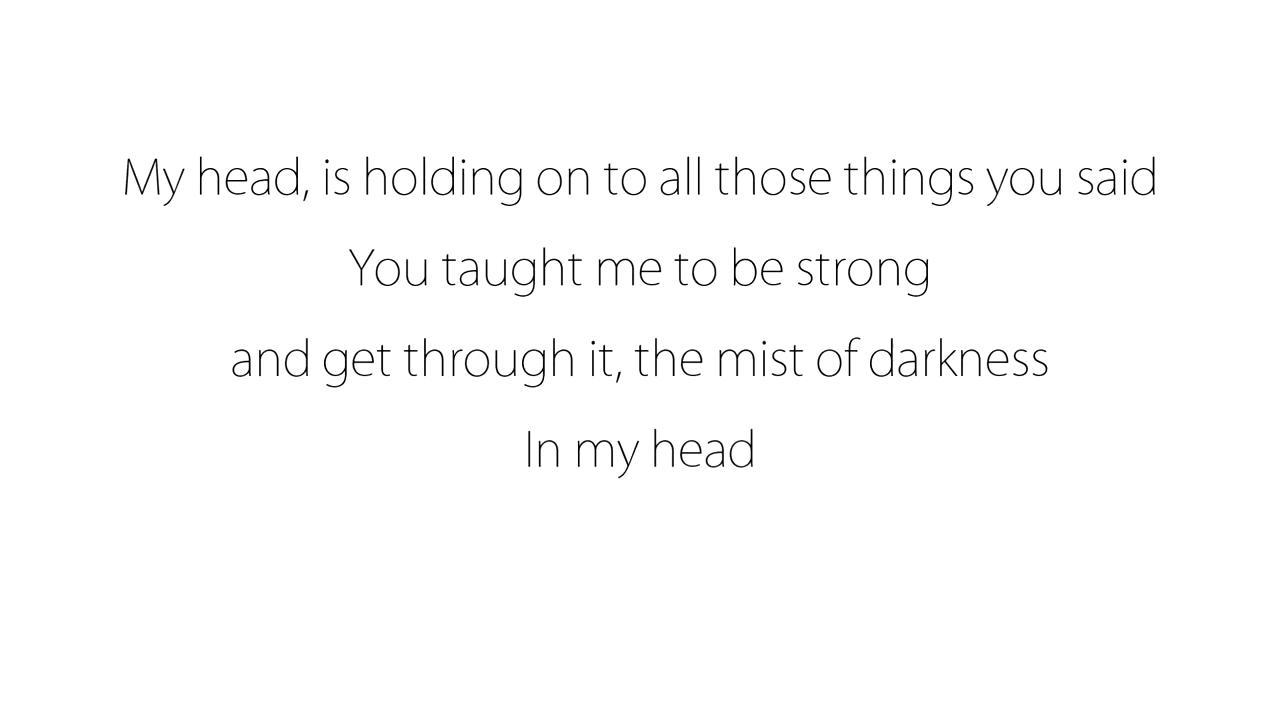 My head, is holding on to all those things you said
You taught me to be strong
and get through it, the mist of darkness
In my head